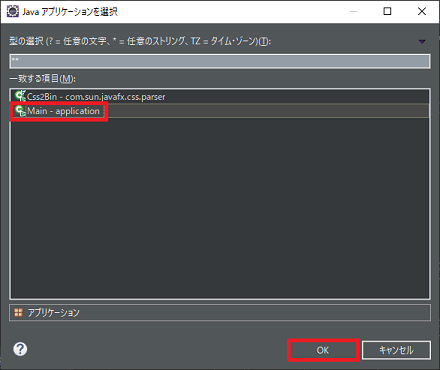 Java アプリケーションを選択
型の選択 (? = 任意の文字、* = 任意のストリング、TZ = タイム・ゾーン)(T):
**
一致する項目(M):
Css2Bin - com.sun.javafx.css.parser
Main - application
アプリケーション
OK
キャンセル